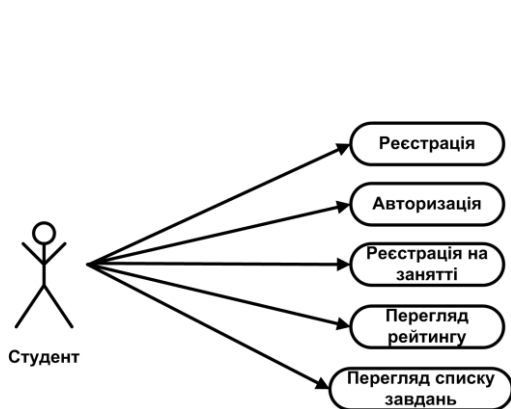 Реєстрація
Авторизація
Реєстрація на
занятті
Перегляд
рейтингу
Перегляд списку
завдань
Студент